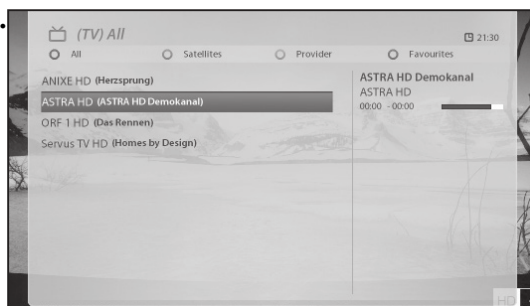 (TV) All
21:30
All Satellites Provider Favourites
ANIXE HD (Herzsprung)
ASTRA HD (ASTRA HD Demokanal)
ORF 1 HD (Das Rennen)
Servus TV HD (Homes by Design)
ASTRA HD Demokanal
ASTRA HD
00:00 - 00:00
HD